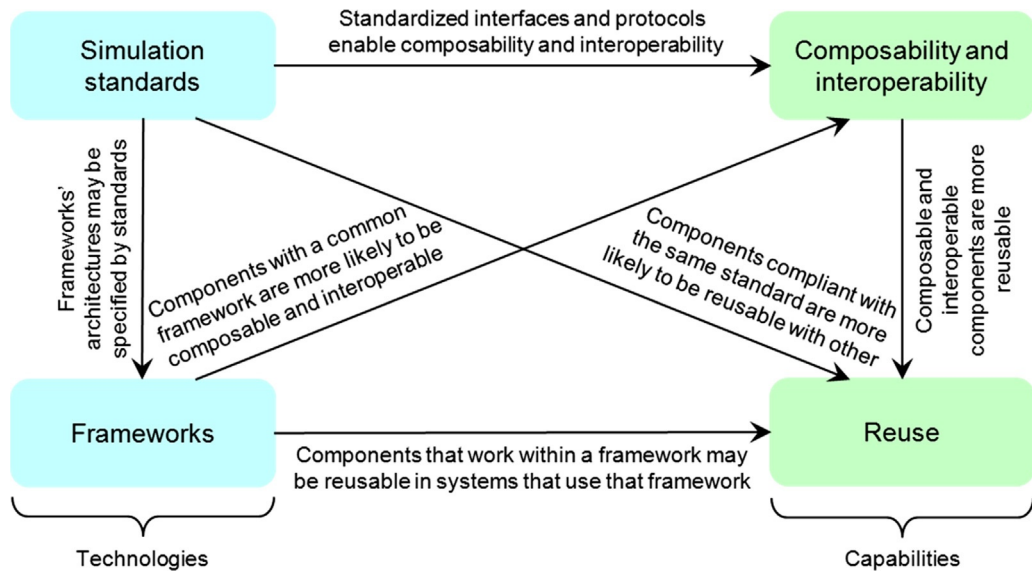 Simulation
standards
Standardized interfaces and protocols
enable composability and interoperability
Composability and
interoperability
Frameworks'
architectures may be
specified by standards
Components with a common
framework are more likely to be
composable and interoperable
Components compliant with
the same standard are more
likely to be reusable with other
Composable and
interoperable
components are more
reusable
Frameworks
Components that work within a framework may
be reusable in systems that use that framework
Reuse
Technologies
Capabilities